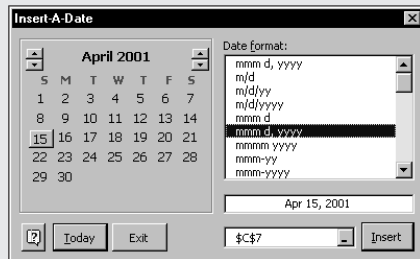 Insert-A-Date
April 2001
S M T W T F S
1 2 3 4 5 6 7
8 9 10 11 12 13 14
15 16 17 18 19 20 21
22 23 24 25 26 27 28
29 30
Today
Exit
Date format:
mmm d, yyyy
m/d
m/d/yy
m/d/yyyy
mmm d
mmm d, yyyy
mmmm yyyy
mmm-yy
mmm-yyyy
Apr 15, 2001
$C$7
Insert